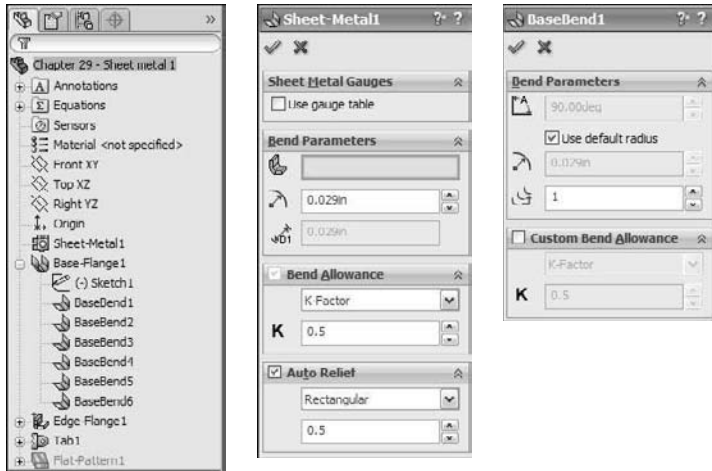 »
Chapter 29 - Sheet metal 1
A Annotations
Σ Equations
Sensors
Material <not specified>
Front XY
Top XZ
Right YZ
Origin
Sheet-Metal1
Base-Flange1
(-) Sketch1
BaseBend1
BaseBend2
BaseBend3
BaseBend4
BaseBend5
BaseBend6
Edge Flange1
Tab1
Flat-Pattern1
Sheet-Metal1
Sheet Metal Gauges
Use gauge table
Bend Parameters
0.029in
D1 0.029in
Bend Allowance
K Factor
K 0.5
Auto Relief
Rectangular
0.5
BaseBend1
Bend Parameters
A 90.00deg
Use default radius
0.029in
1
Custom Bend Allowance
K-Factor
K 0.5